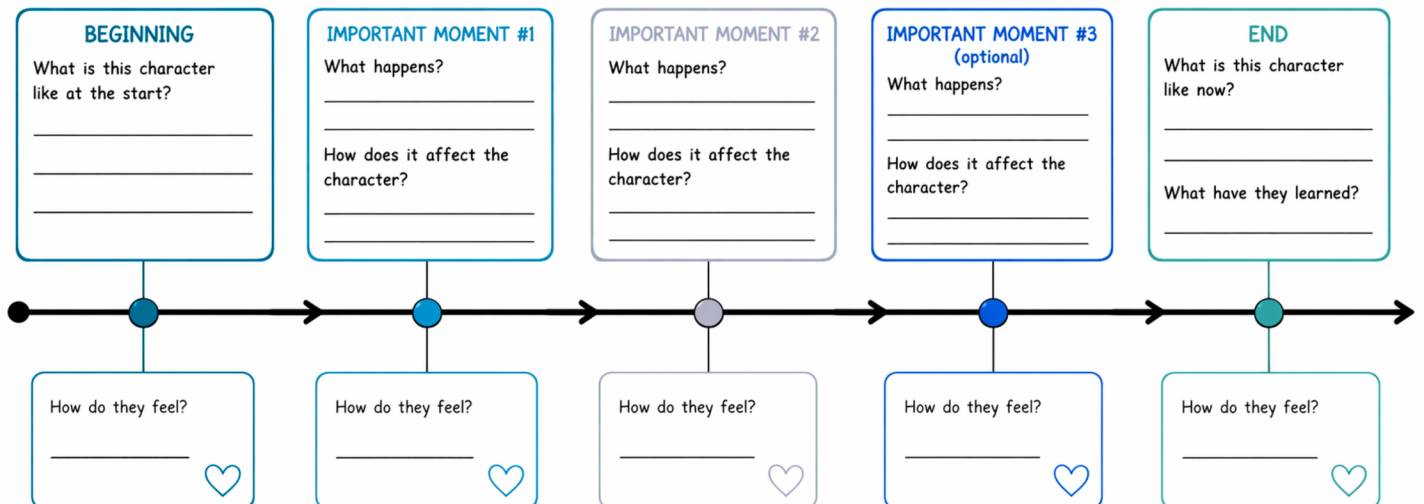 BEGINNING
What is this character
like at the start?
IMPORTANT MOMENT #1
What happens?
How does it affect the
character?
IMPORTANT MOMENT #2
What happens?
How does it affect the
character?
IMPORTANT MOMENT #3
(optional)
What happens?
How does it affect the
character?
END
What is this character
like now?
What have they learned?
How do they feel?
How do they feel?
How do they feel?
How do they feel?
How do they feel?